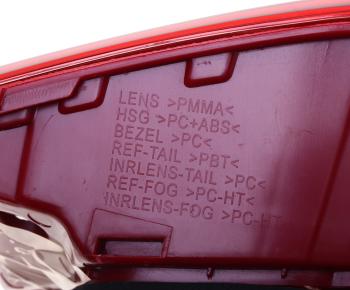 LENS >PMMA<
HSG >PC+ABS<
BEZEL >PC<
REF-TAIL >PBT<
INRLENS-TAIL >PC<
REF-FOG >PC-HT<
INRLENS-FOG >PC-HT